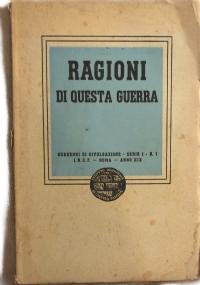 RAGIONI
DI QUESTA GUERRA
QUADERNI DI DIVULGAZIONE - SERIE I - N. 1
I. N. C. F. - ROMA - ANNO XIX